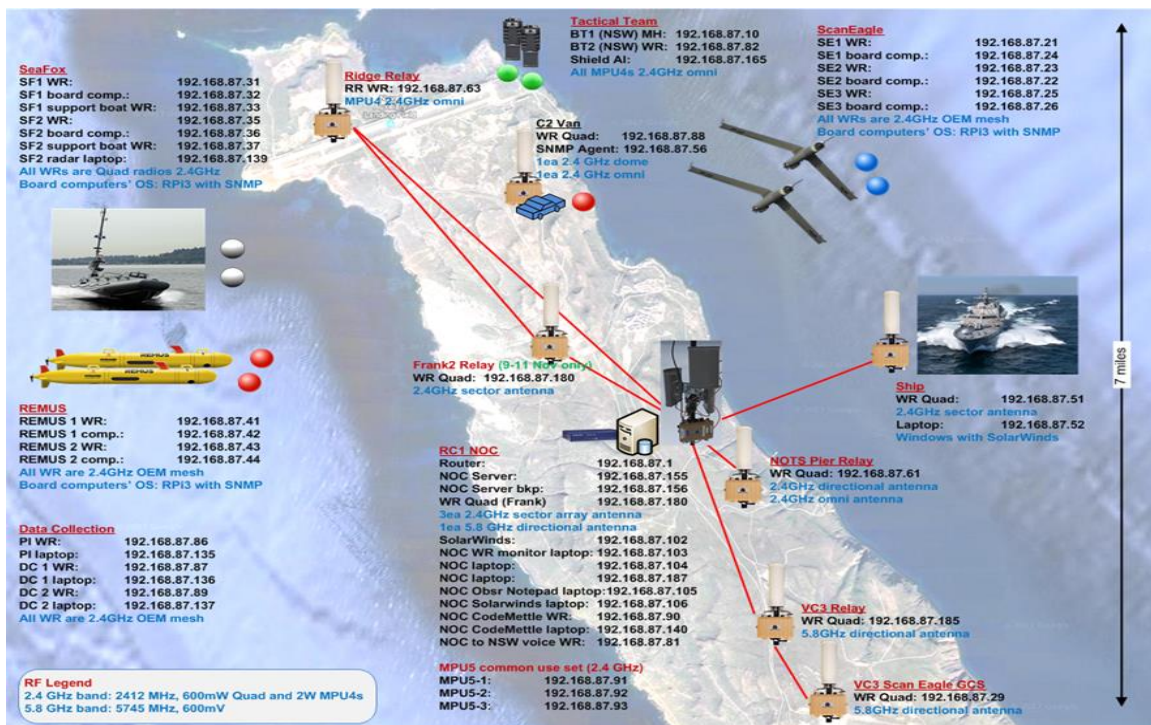 SeaFox
SF1 WR: 192.168.87.31
SF1 board comp.: 192.168.87.32
SF1 support boat WR: 192.168.87.33
SF2 WR: 192.168.87.35
SF2 board comp.: 192.168.87.36
SF2 support boat WR: 192.168.87.37
SF2 radar laptop: 192.168.87.139
All WRs are Quad radios 2.4GHz
Board computers' OS: RPi3 with SNMP
Ridge Relay
RR WR: 192.168.87.63
MPU4 2.4GHz omni
Tactical Team
BT1 (NSW) MH: 192.168.87.10
BT2 (NSW) WR: 192.168.87.82
Shield AI: 192.168.87.165
All MPU4s 2.4GHz omni
C2 Van
WR Quad: 192.168.87.88
SNMP Agent: 192.168.87.56
1ea 2.4 GHz dome
1ea 2.4 GHz omni
ScanEagle
SE1 WR: 192.168.87.21
SE1 board comp.: 192.168.87.24
SE2 WR: 192.168.87.23
SE2 board comp.: 192.168.87.22
SE3 WR: 192.168.87.25
SE3 board comp.: 192.168.87.26
All WRs are 2.4GHz OEM mesh
Board computers' OS: RPi3 with SNMP
7 miles
REMUS
REMUS
REMUS
REMUS 1 WR: 192.168.87.41
REMUS 1 comp.: 192.168.87.42
REMUS 2 WR: 192.168.87.43
REMUS 2 comp.: 192.168.87.44
All WR are 2.4GHz OEM mesh
Board computers' OS: RPi3 with SNMP
Frank2 Relay (9-11 Nov only)
WR Quad: 192.168.87.180
2.4GHz sector antenna
Ship
WR Quad: 192.168.87.51
2.4GHz sector antenna
Laptop: 192.168.87.52
Windows with SolarWinds
RC1 NOC
Router: 192.168.87.1
NOC Server: 192.168.87.155
NOC Server bkp: 192.168.87.156
WR Quad (Frank) 192.168.87.180
3ea 2.4GHz sector array antenna
1ea 5.8 GHz directional antenna
SolarWinds: 192.168.87.102
NOC WR monitor laptop: 192.168.87.103
NOC laptop: 192.168.87.104
NOC laptop: 192.168.87.187
NOC Obsr Notepad laptop: 192.168.87.105
NOC Solarwinds laptop: 192.168.87.106
NOC CodeMettle WR: 192.168.87.90
NOC CodeMettle laptop: 192.168.87.140
NOC to NSW voice WR: 192.168.87.81
NOTS Pier Relay
WR Quad: 192.168.87.61
2.4GHz directional antenna
2.4GHz omni antenna
Data Collection
PI WR: 192.168.87.86
PI laptop: 192.168.87.135
DC 1 WR: 192.168.87.87
DC 1 laptop: 192.168.87.136
DC 2 WR: 192.168.87.89
DC 2 laptop: 192.168.87.137
All WR are 2.4GHz OEM mesh
VC3 Relay
WR Quad: 192.168.87.185
5.8GHz directional antenna
MPU5 common use set (2.4 GHz)
MPU5-1: 192.168.87.91
MPU5-2: 192.168.87.92
MPU5-3: 192.168.87.93
VC3 Scan Eagle GCS
WR Quad: 192.168.87.29
5.8GHz directional antenna
RF Legend
2.4 GHz band: 2412 MHz, 600mW Quad and 2W MPU4s
5.8 GHz band: 5745 MHz, 600mV